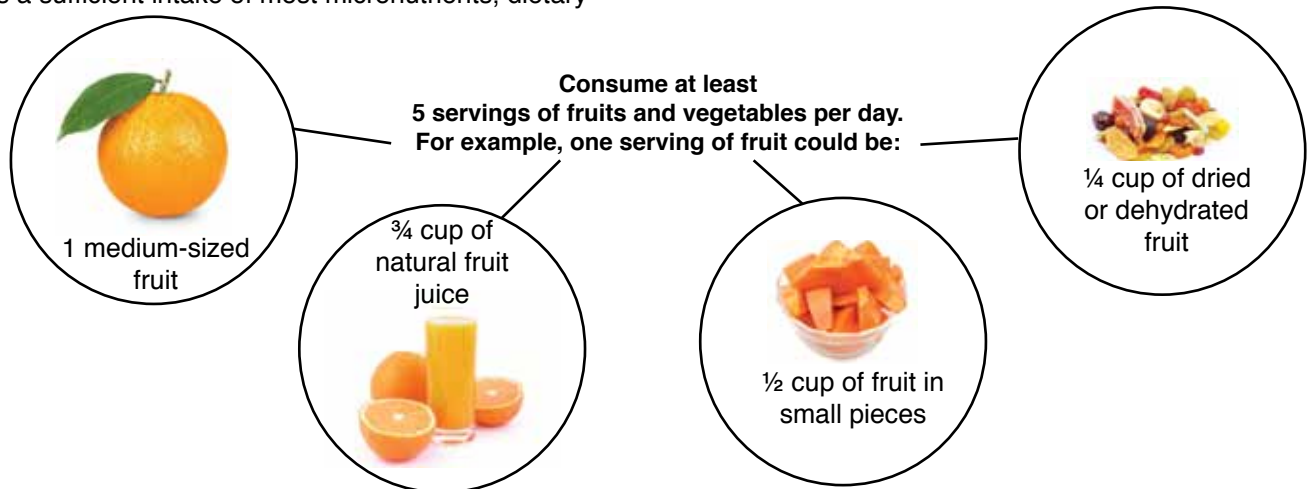 a sufficient intake of most micronutrients, dietary
Consume at least
5 servings of fruits and vegetables per day.
For example, one serving of fruit could be:
1 medium-sized
fruit
¾ cup of
natural fruit
juice
½ cup of fruit in
small pieces
¼ cup of dried
or dehydrated
fruit